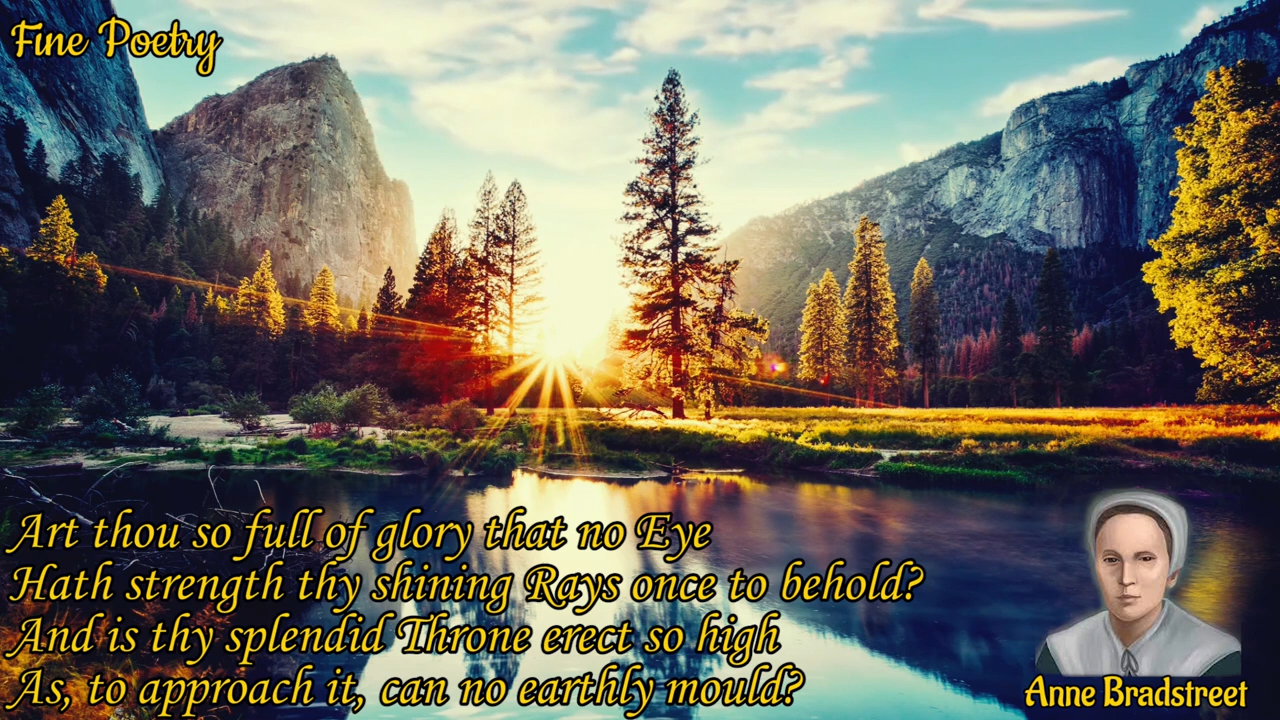 Fine Poetry
Art thou so full of glory that no Eye
Hath strength thy shining Rays once to behold?
And is thy splendid Throne erect so high
As, to approach it, can no earthly mould?
Anne Bradstreet